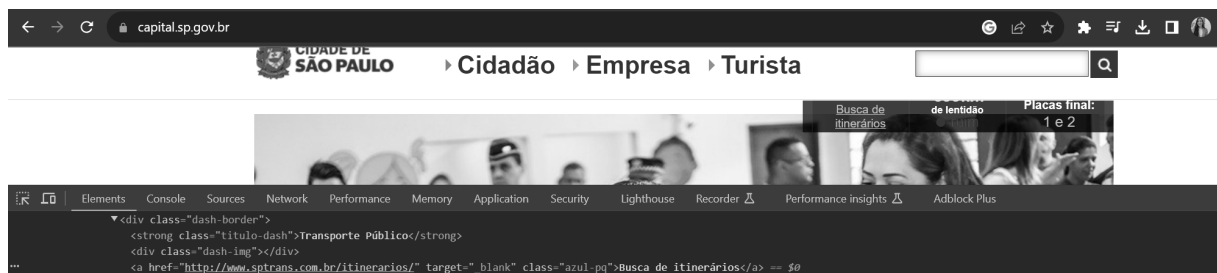 capital.sp.gov.br
CIDADE DE
SÃO PAULO
Cidadão Empresa Turista
Busca de
itinerários
de lentidão
Placas final:
1 e 2
Elements Console Sources Network Performance Memory Application Security Lighthouse Recorder Performance insights Adblock Plus
▼<div class="dash-border">
<strong class="titulo-dash">Transporte Público</strong>
<div class="dash-img"></div>
... <a href="http://www.sptrans.com.br/itinerarios/" target="_blank" class="azul-pq">Busca de itinerários</a> == $0